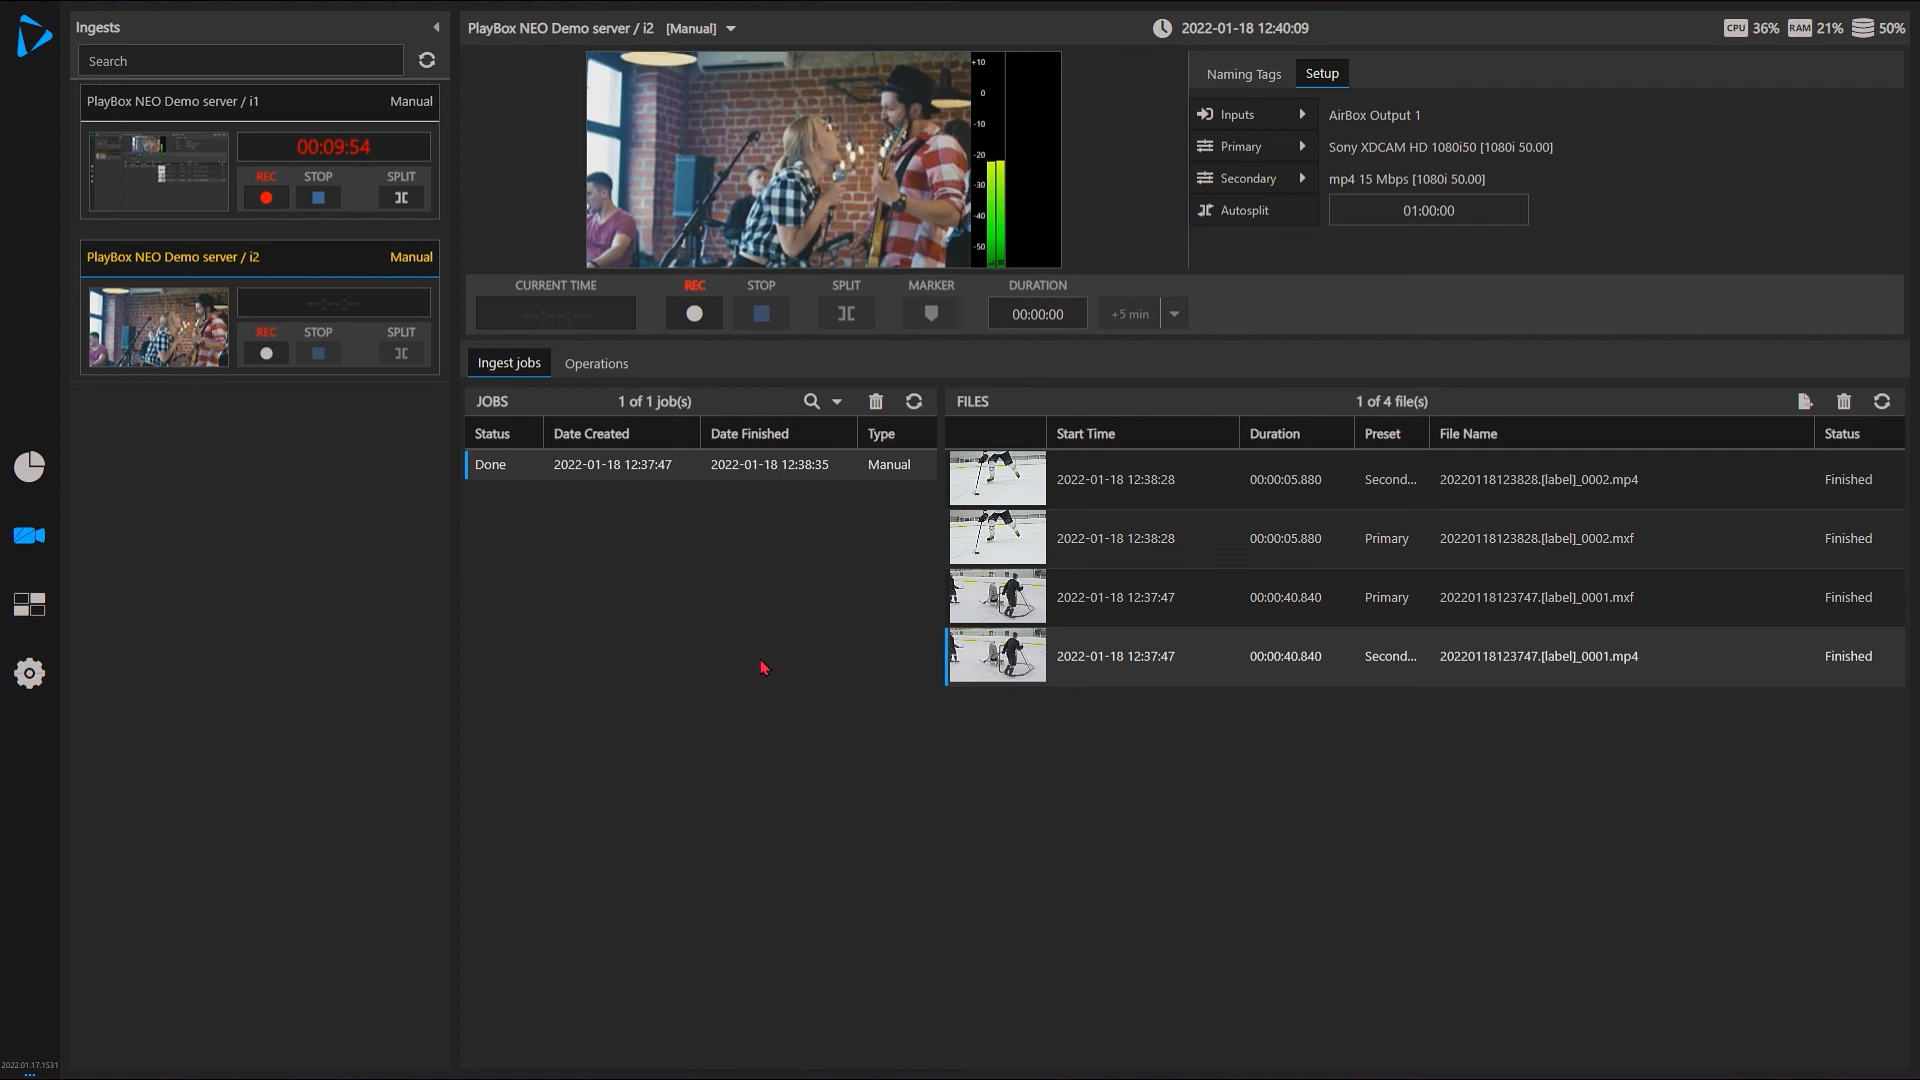 Ingests
Search
PlayBox NEO Demo server / i1 Manual
00:09:54
REC STOP SPLIT
PlayBox NEO Demo server / i2 Manual
--:--:--
REC STOP SPLIT
2022.01.17.1531
PlayBox NEO Demo server / i2 [Manual]
2022-01-18 12:40:09
CPU 36% RAM 21% 50%
+10
0
-10
-20
-30
-40
-50
L R
Naming Tags Setup
Inputs AirBox Output 1
Primary Sony XDCAM HD 1080i50 [1080i 50.00]
Secondary mp4 15 Mbps [1080i 50.00]
Autosplit 01:00:00
CURRENT TIME REC STOP SPLIT MARKER DURATION
--:--:-- 00:00:00 +5 min
Ingest jobs Operations
JOBS 1 of 1 job(s)
Status Date Created Date Finished Type
Done 2022-01-18 12:37:47 2022-01-18 12:38:35 Manual
FILES 1 of 4 file(s)
Start Time Duration Preset File Name Status
2022-01-18 12:38:28 00:00:05.880 Second... 20220118123828.[label]_0002.mp4 Finished
2022-01-18 12:38:28 00:00:05.880 Primary 20220118123828.[label]_0002.mxf Finished
2022-01-18 12:37:47 00:00:40.840 Primary 20220118123747.[label]_0001.mxf Finished
2022-01-18 12:37:47 00:00:40.840 Second... 20220118123747.[label]_0001.mp4 Finished